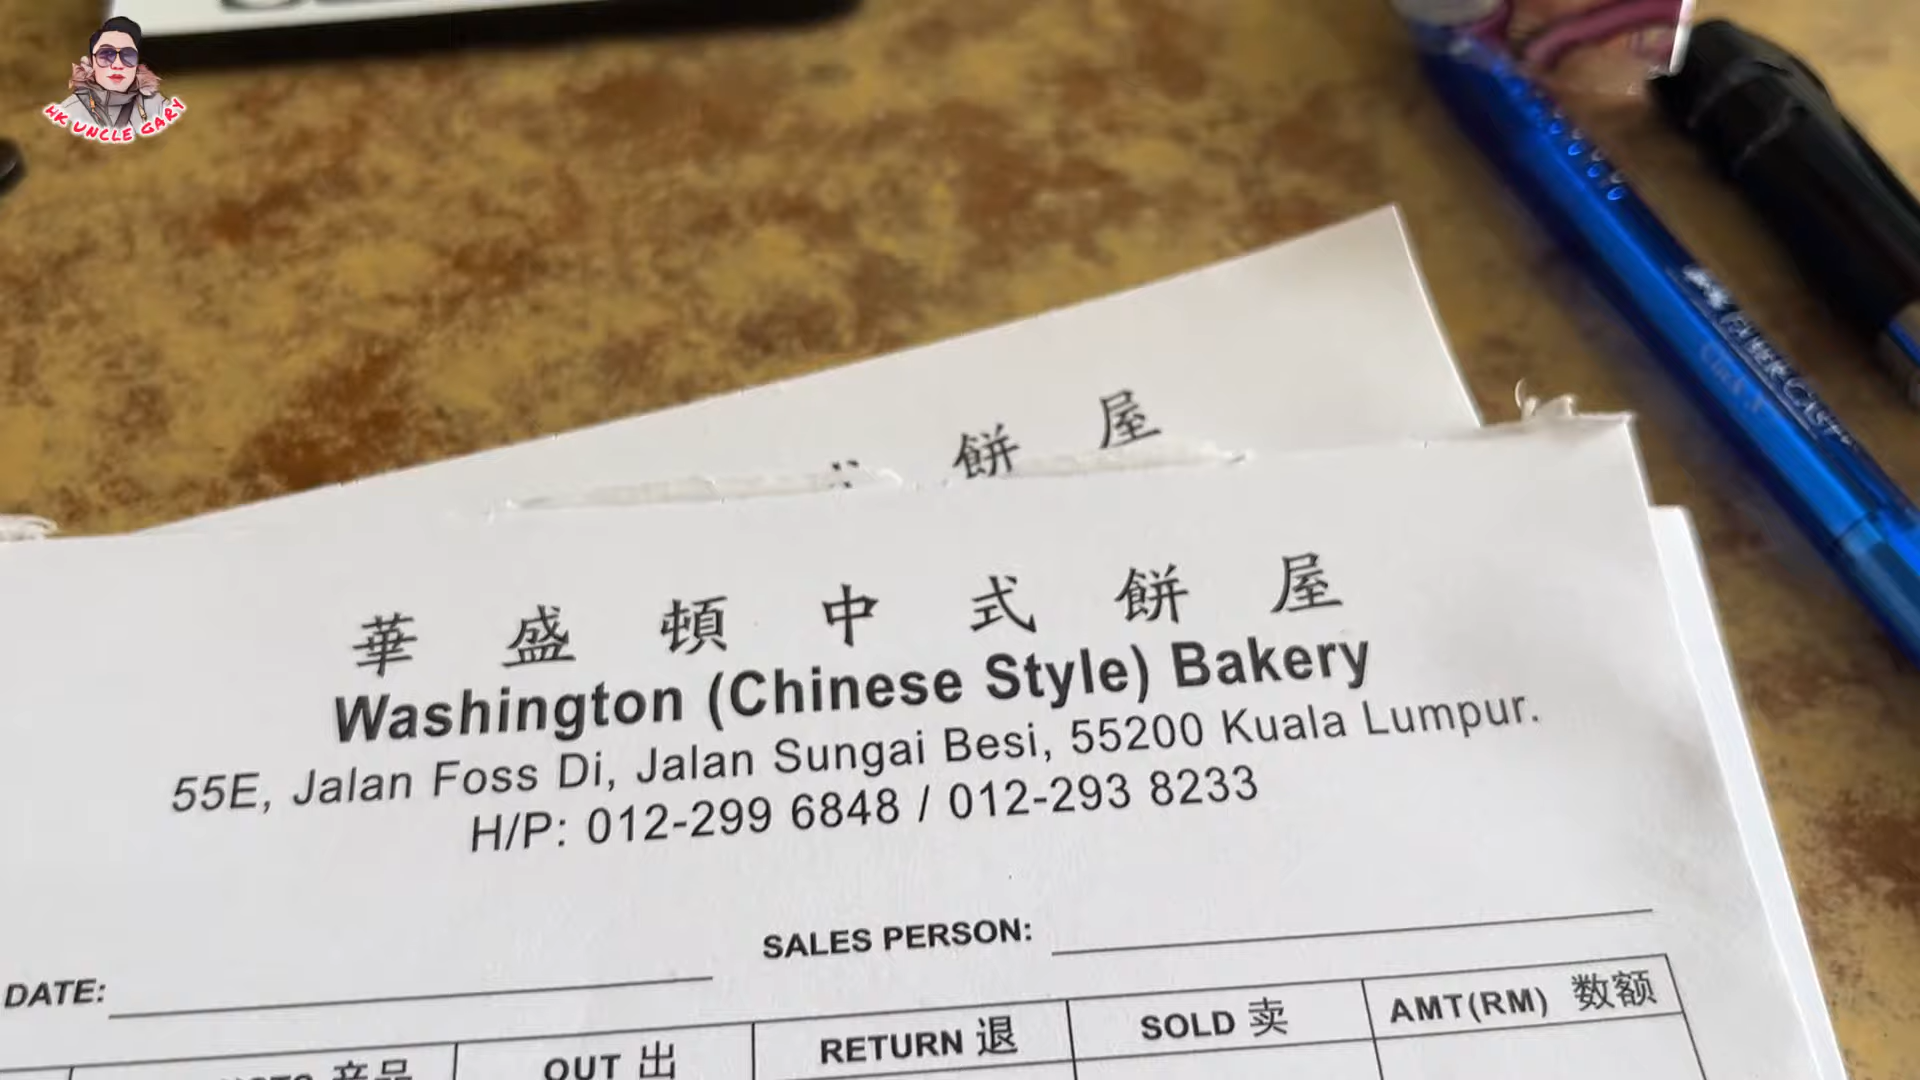 HK UNCLE GARY
餅 屋
華 盛 頓 中 式 餅 屋
Washington (Chinese Style) Bakery
55E, Jalan Foss Di, Jalan Sungai Besi, 55200 Kuala Lumpur.
H/P: 012-299 6848 / 012-293 8233
SALES PERSON:
DATE:
产品 OUT 出 RETURN 退 SOLD 卖 AMT(RM) 数额